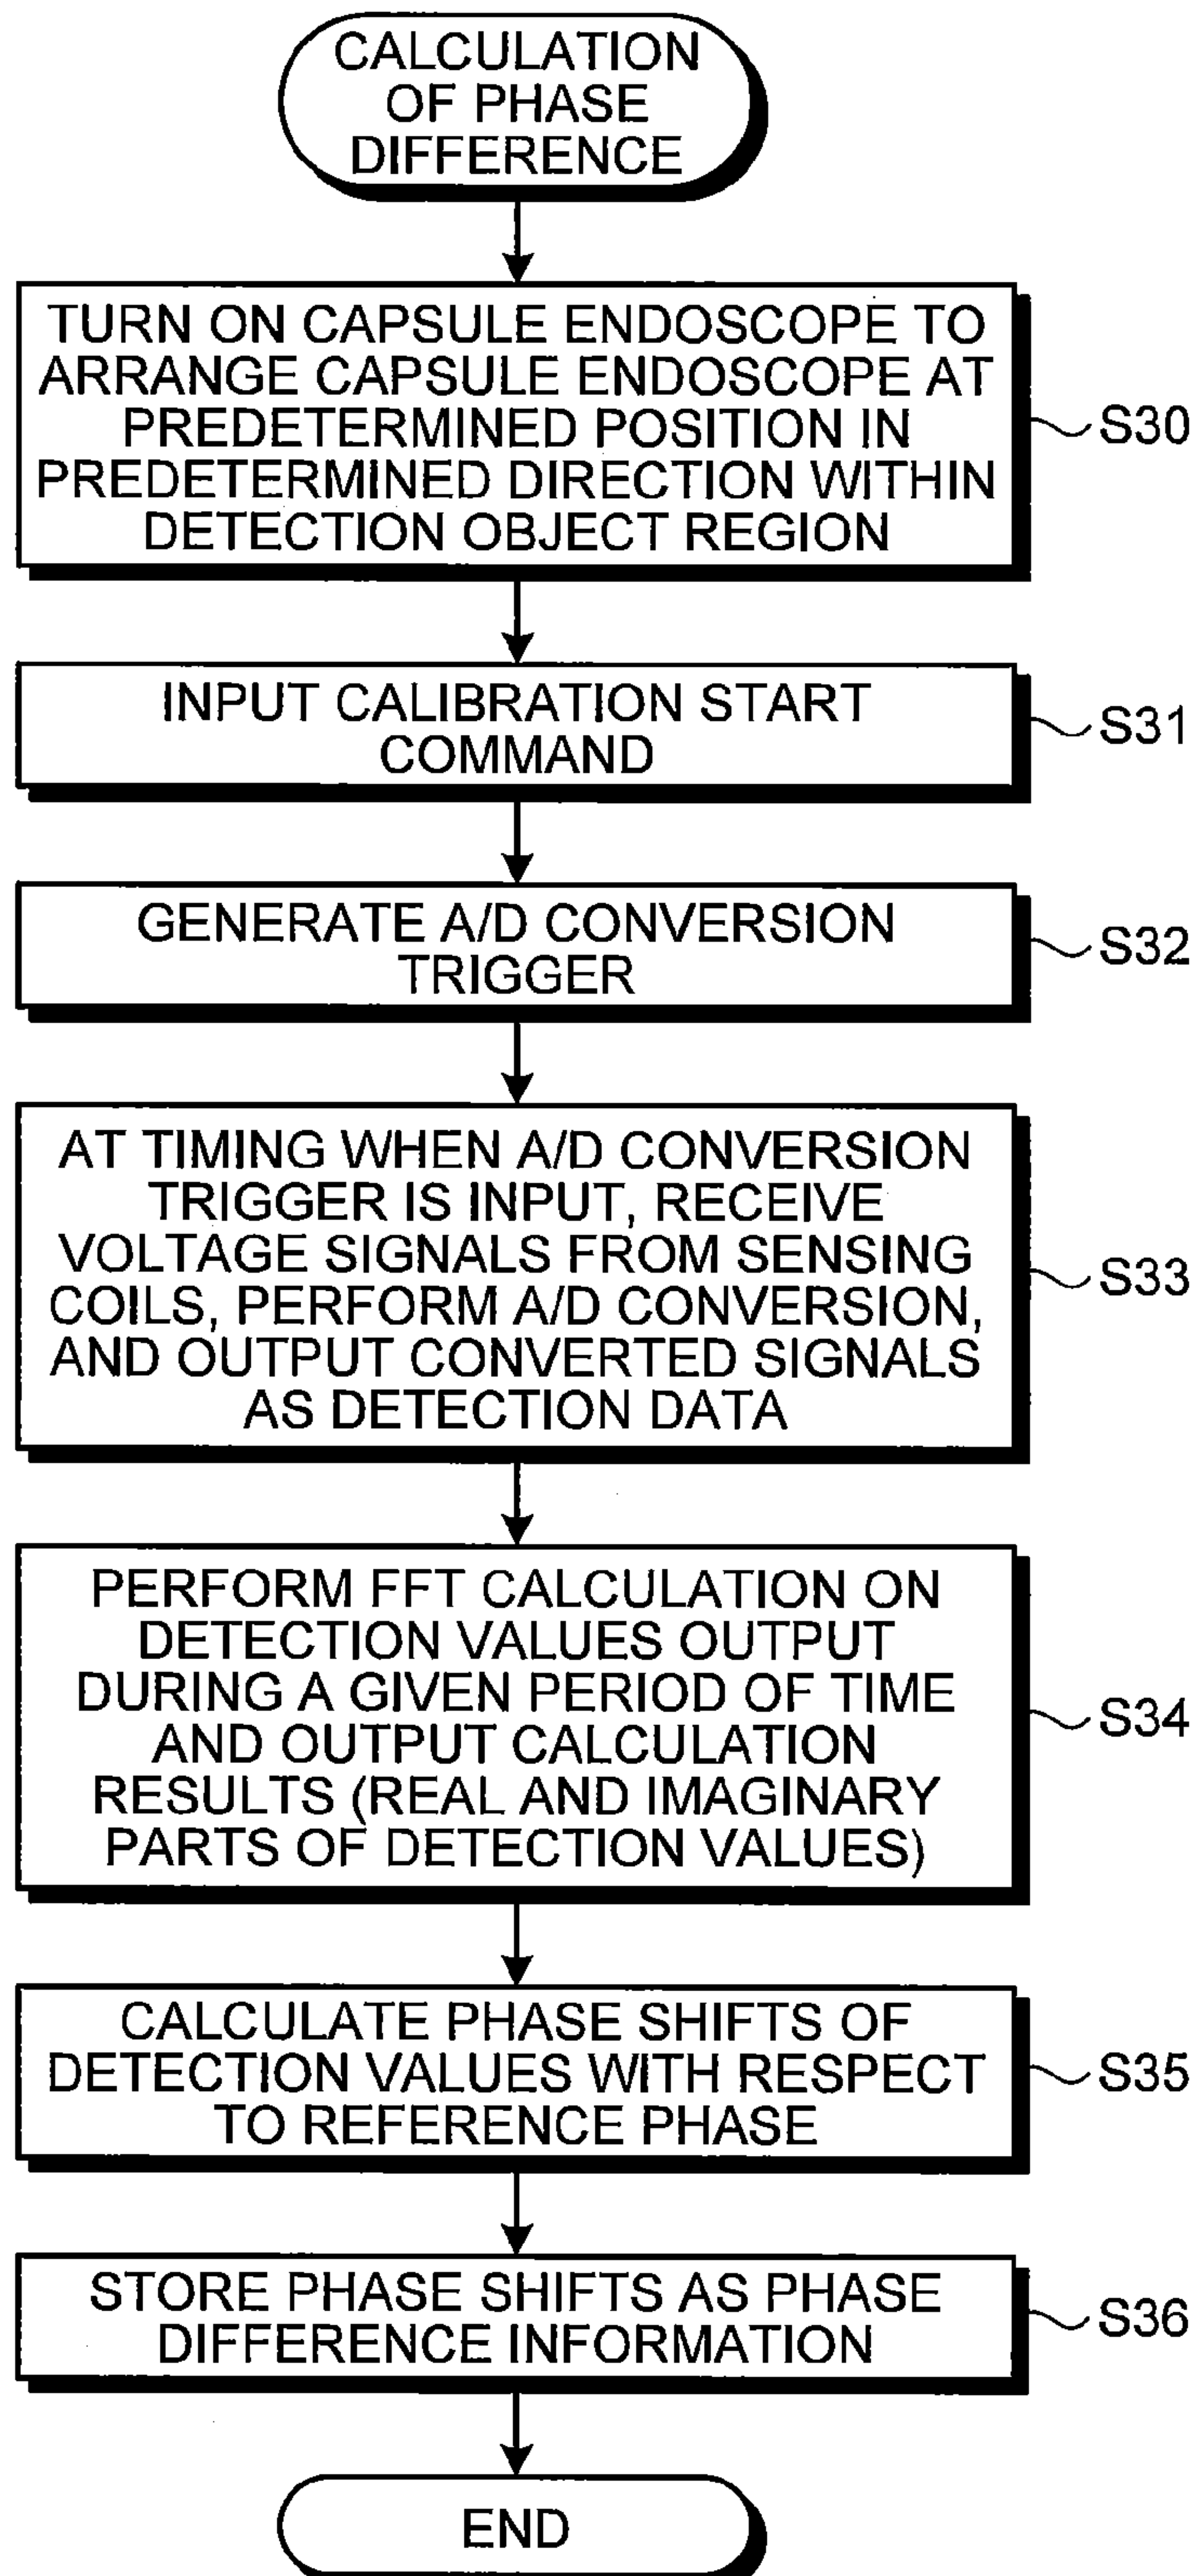 CALCULATION
OF PHASE
DIFFERENCE
TURN ON CAPSULE ENDOSCOPE TO
ARRANGE CAPSULE ENDOSCOPE AT
PREDETERMINED POSITION IN
PREDETERMINED DIRECTION WITHIN
DETECTION OBJECT REGION
S30
INPUT CALIBRATION START
COMMAND
S31
GENERATE A/D CONVERSION
TRIGGER
S32
AT TIMING WHEN A/D CONVERSION
TRIGGER IS INPUT, RECEIVE
VOLTAGE SIGNALS FROM SENSING
COILS, PERFORM A/D CONVERSION,
AND OUTPUT CONVERTED SIGNALS
AS DETECTION DATA
S33
PERFORM FFT CALCULATION ON
DETECTION VALUES OUTPUT
DURING A GIVEN PERIOD OF TIME
AND OUTPUT CALCULATION
RESULTS (REAL AND IMAGINARY
PARTS OF DETECTION VALUES)
S34
CALCULATE PHASE SHIFTS OF
DETECTION VALUES WITH RESPECT
TO REFERENCE PHASE
S35
STORE PHASE SHIFTS AS PHASE
DIFFERENCE INFORMATION
S36
END